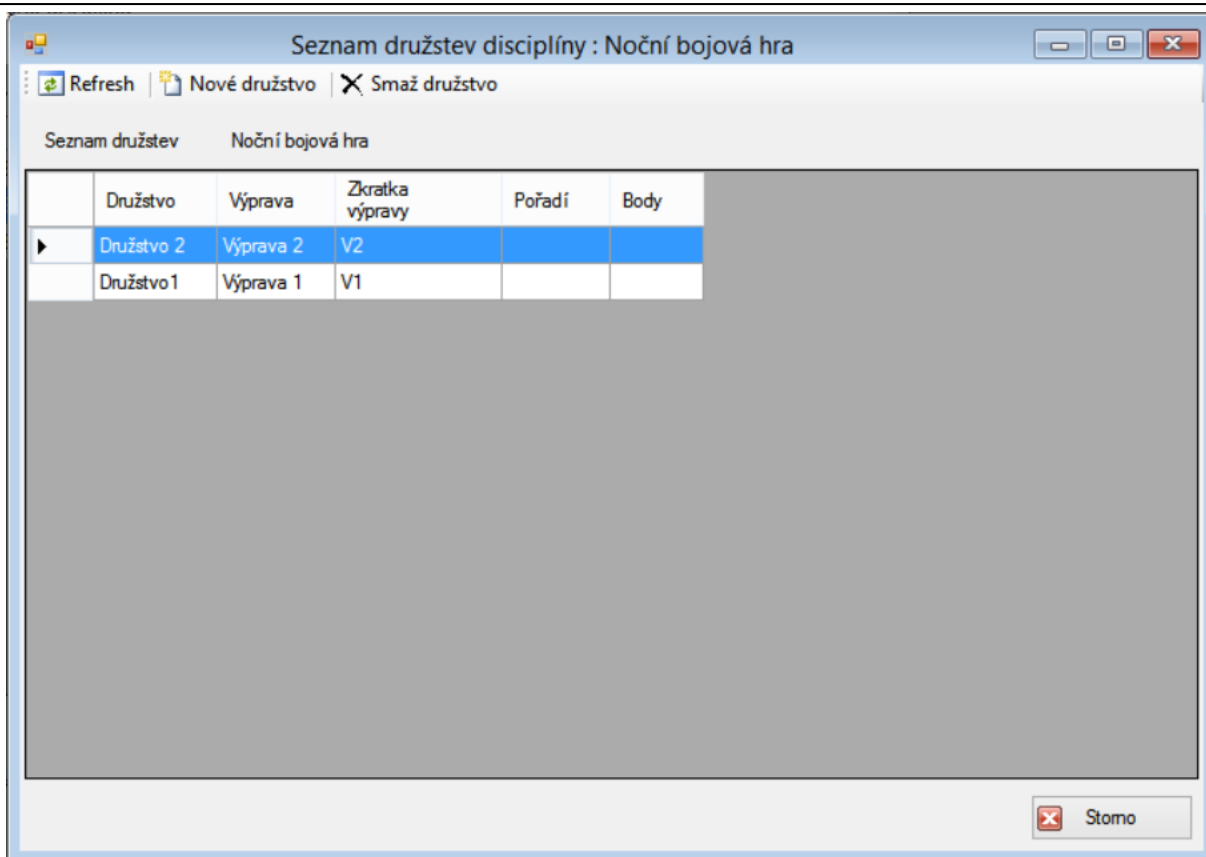 Seznam družstev disciplíny : Noční bojová hra
Refresh Nové družstvo Smaž družstvo
Seznam družstev Noční bojová hra
Družstvo Výprava Zkratka výpravy Pořadí Body
Družstvo 2 Výprava 2 V2
Družstvo1 Výprava 1 V1
Storno